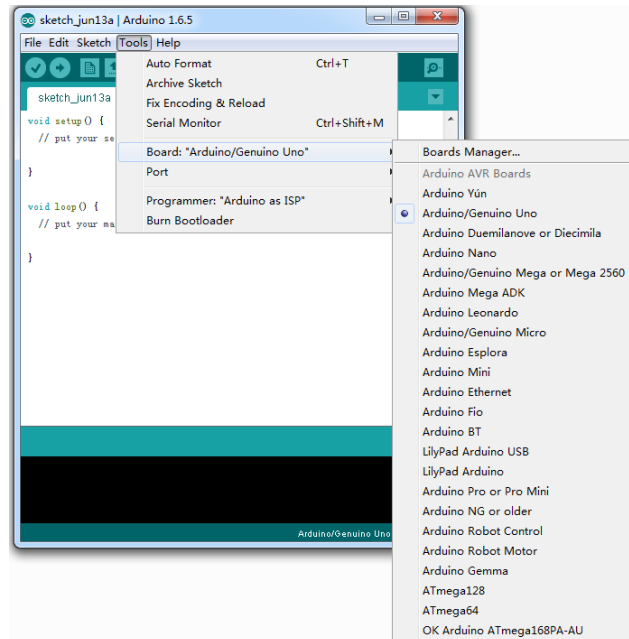 sketch_jun13a | Arduino 1.6.5
File Edit Sketch Tools Help
Auto Format Ctrl+T
Archive Sketch
Fix Encoding & Reload
Serial Monitor Ctrl+Shift+M
Board: "Arduino/Genuino Uno"
Port
Programmer: "Arduino as ISP"
Burn Bootloader
sketch_jun13a
void setup() {
// put your se
}
void loop() {
// put your ma
}
Arduino/Genuino Uno
Boards Manager...
Arduino AVR Boards
Arduino Yún
Arduino/Genuino Uno
Arduino Duemilanove or Diecimila
Arduino Nano
Arduino/Genuino Mega or Mega 2560
Arduino Mega ADK
Arduino Leonardo
Arduino/Genuino Micro
Arduino Esplora
Arduino Mini
Arduino Ethernet
Arduino Fio
Arduino BT
LilyPad Arduino USB
LilyPad Arduino
Arduino Pro or Pro Mini
Arduino NG or older
Arduino Robot Control
Arduino Robot Motor
Arduino Gemma
ATmega128
ATmega64
OK Arduino ATmega168PA-AU